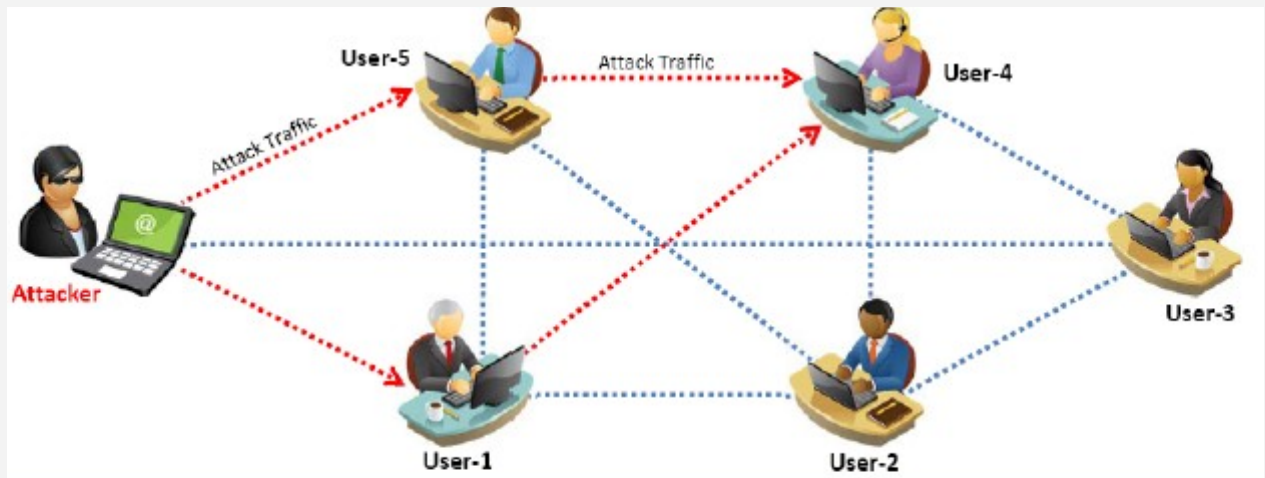 User-5
Attack Traffic
User-4
Attack Traffic
@
Attacker
User-3
User-1
User-2